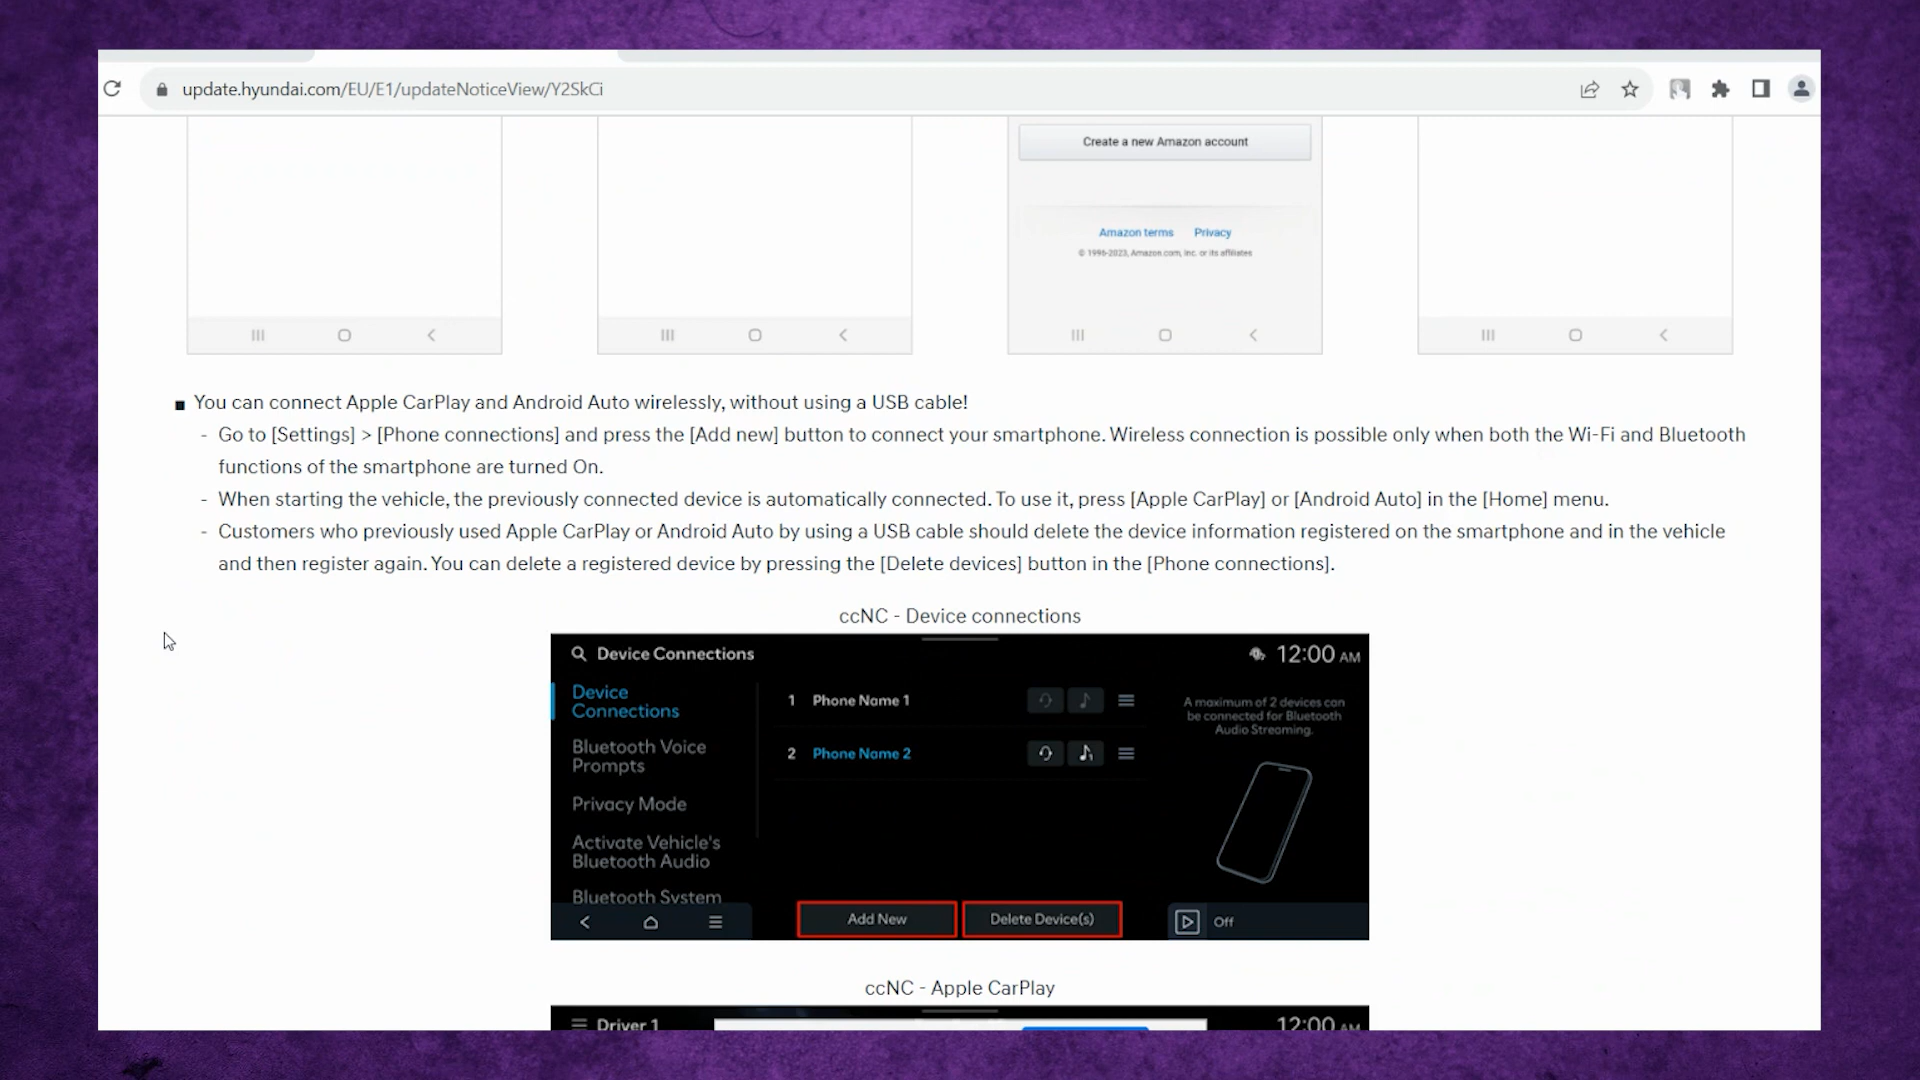 update.hyundai.com/EU/E1/updateNoticeView/Y2SkCi
Create a new Amazon account
Amazon terms Privacy
© 1996-2023, Amazon.com, Inc. or its affiliates
■ You can connect Apple CarPlay and Android Auto wirelessly, without using a USB cable!
- Go to [Settings] > [Phone connections] and press the [Add new] button to connect your smartphone. Wireless connection is possible only when both the Wi-Fi and Bluetooth
functions of the smartphone are turned On.
- When starting the vehicle, the previously connected device is automatically connected. To use it, press [Apple CarPlay] or [Android Auto] in the [Home] menu.
- Customers who previously used Apple CarPlay or Android Auto by using a USB cable should delete the device information registered on the smartphone and in the vehicle
and then register again. You can delete a registered device by pressing the [Delete devices] button in the [Phone connections].
ccNC - Device connections
Device Connections
12:00 AM
Device
Connections
Bluetooth Voice
Prompts
Privacy Mode
Activate Vehicle's
Bluetooth Audio
Bluetooth System
1 Phone Name 1
2 Phone Name 2
A maximum of 2 devices can
be connected for Bluetooth
Audio Streaming.
Add New
Delete Device(s)
Off
ccNC - Apple CarPlay
Driver 1
12:00 AM